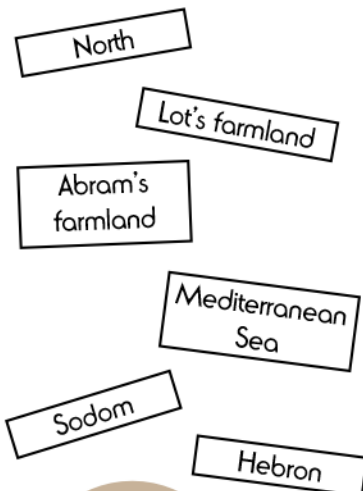 North
Lot's farmland
Abram's
farmland
Mediterranean
Sea
Sodom
Hebron